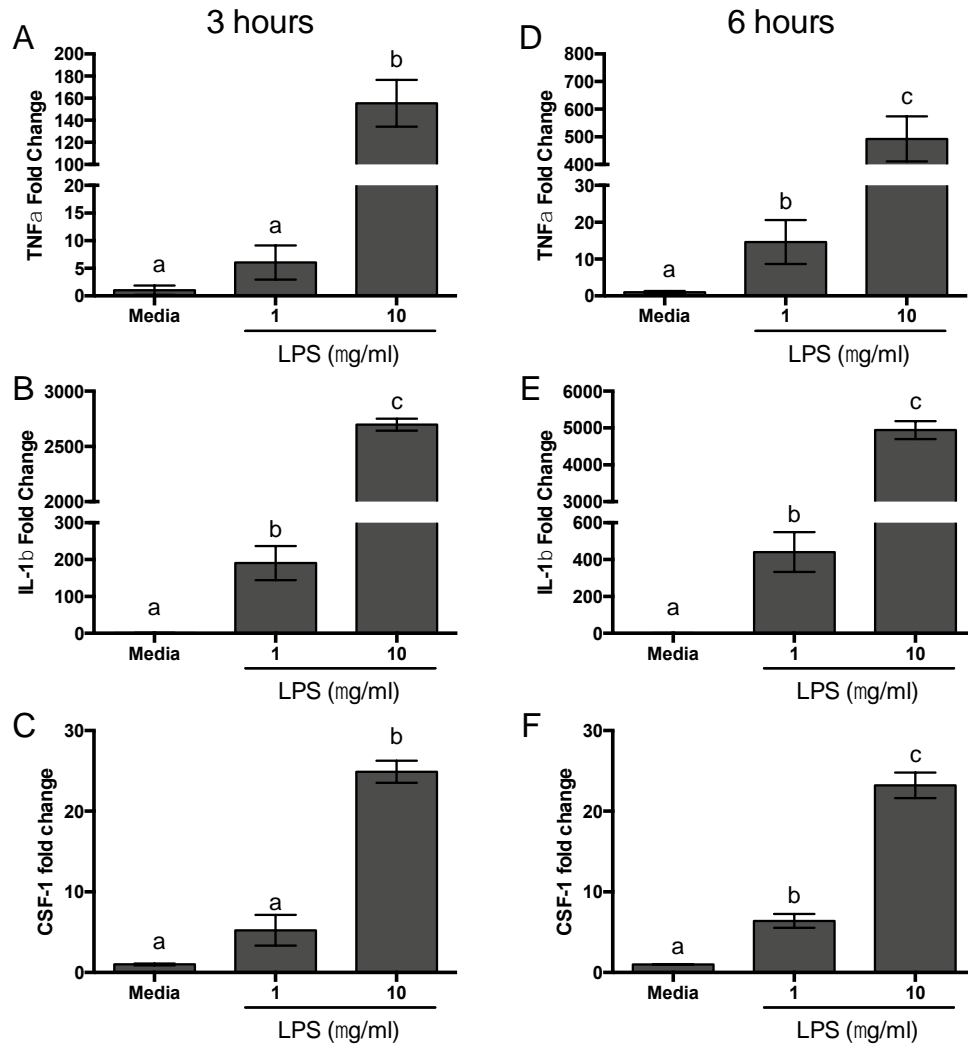 3 hours
A
TNFa Fold Change
200
180
160
140
120
100
20
15
10
5
0
a
a
b
Media
1
10
LPS (mg/ml)
B
IL-1b Fold Change
3000
2500
2000
300
200
100
0
a
b
c
Media
1
10
LPS (mg/ml)
C
CSF-1 fold change
30
20
10
0
a
a
b
Media
1
10
LPS (mg/ml)
6 hours
D
TNFa Fold Change
800
700
600
500
400
30
20
10
0
a
b
c
Media
1
10
LPS (mg/ml)
E
IL-1b Fold Change
6000
5000
4000
3000
600
400
200
0
a
b
c
Media
1
10
LPS (mg/ml)
F
CSF-1 fold change
30
20
10
0
a
b
c
Media
1
10
LPS (mg/ml)